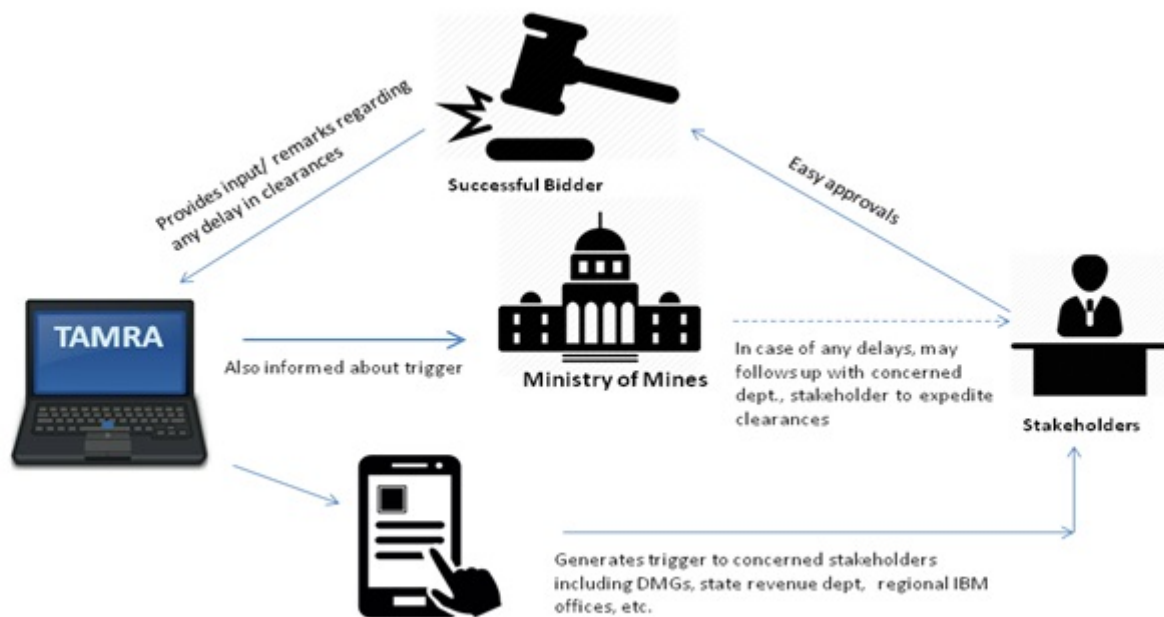 Successful Bidder
Provides input/ remarks regarding
any delay in clearances
Easy approvals
TAMRA
Also informed about trigger
Ministry of Mines
In case of any delays, may
follows up with concerned
dept., stakeholder to expedite
clearances
Stakeholders
Generates trigger to concerned stakeholders
including DMGs, state revenue dept, regional IBM
offices, etc.